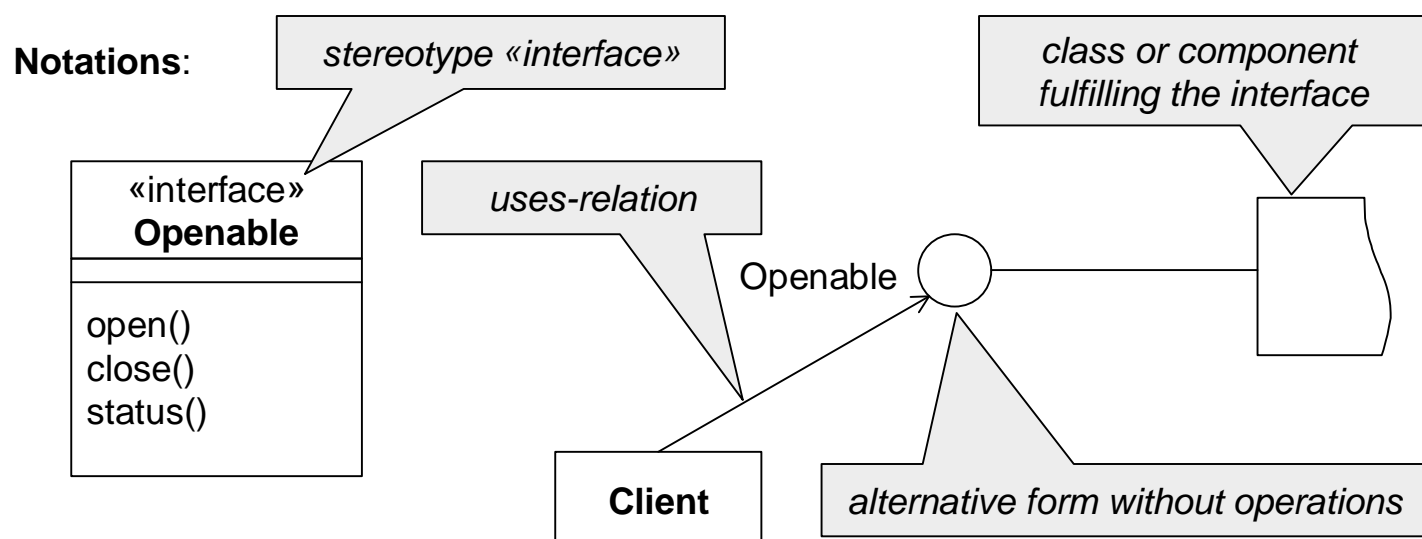 Notations:
stereotype «interface»
class or component
fulfilling the interface
«interface»
Openable
open()
close()
status()
uses-relation
Openable
Client
alternative form without operations